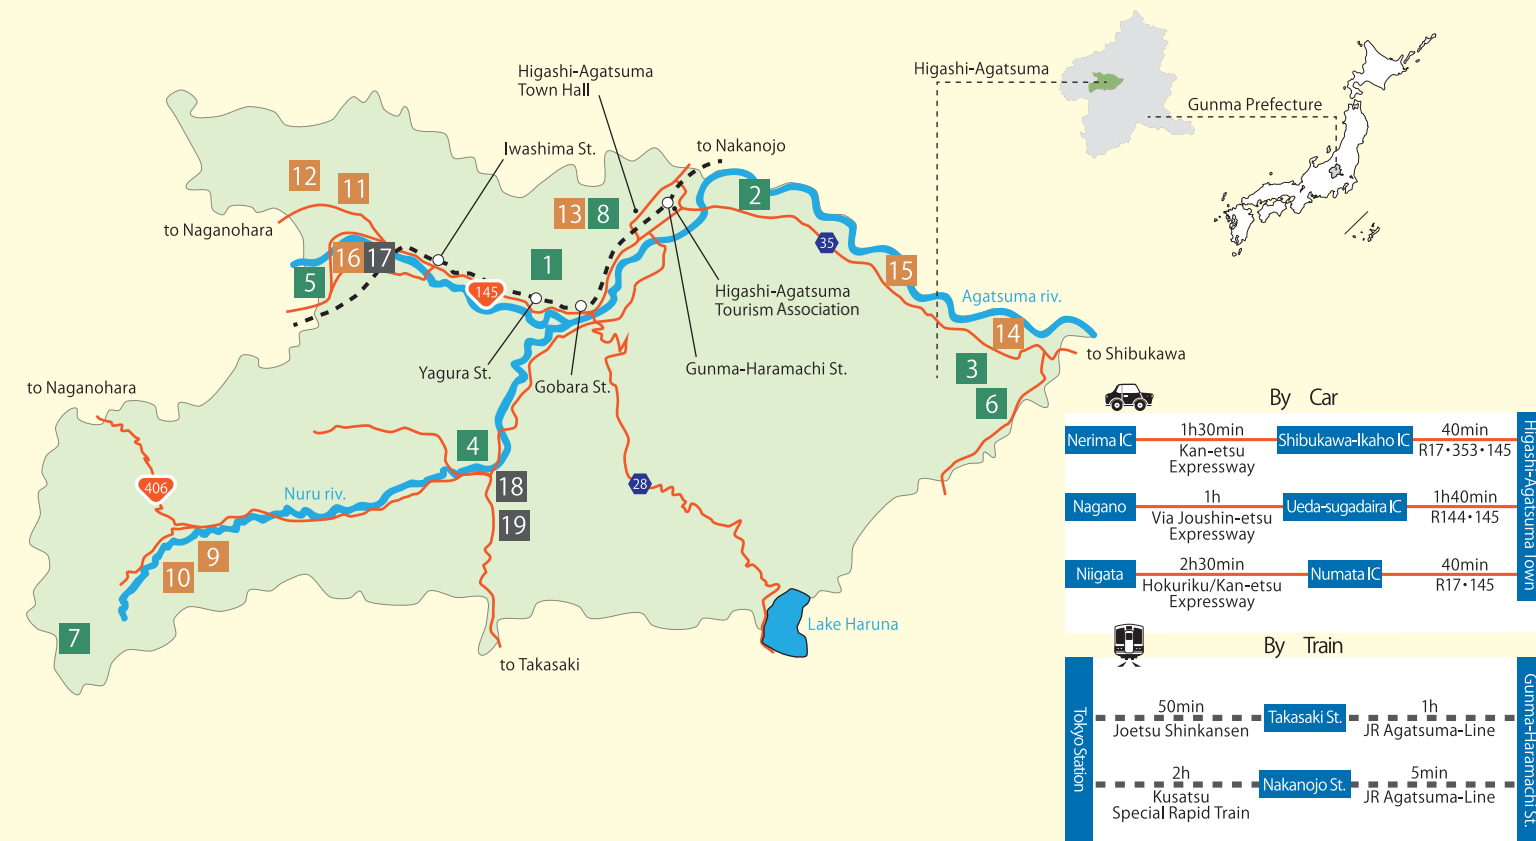 Higashi-Agatsuma
Town Hall
Iwashima St.
to Nakanojo
12
11
13
8
2
to Naganohara
16
17
5
1
145
35
15
Higashi-Agatsuma
Tourism Association
Agatsuma riv.
14
to Shibukawa
Yagura St.
Gobara St.
Gunma-Haramachi St.
3
6
to Naganohara
4
406
Nuru riv.
18
28
19
9
10
7
Lake Haruna
to Takasaki
Higashi-Agatsuma
Gunma Prefecture
By Car
Nerima IC
1h30min
Kan-etsu
Expressway
Shibukawa-Ikaho IC
40min
R17・353・145
Nagano
1h
Via Joushin-etsu
Expressway
Ueda-sugadaira IC
1h40min
R144・145
Niigata
2h30min
Hokuriku/Kan-etsu
Expressway
Numata IC
40min
R17・145
Higashi-Agatsuma Town
By Train
Tokyo Station
50min
Joetsu Shinkansen
Takasaki St.
1h
JR Agatsuma-Line
2h
Kusatsu
Special Rapid Train
Nakanojo St.
5min
JR Agatsuma-Line
Gunma-Haramachi St.